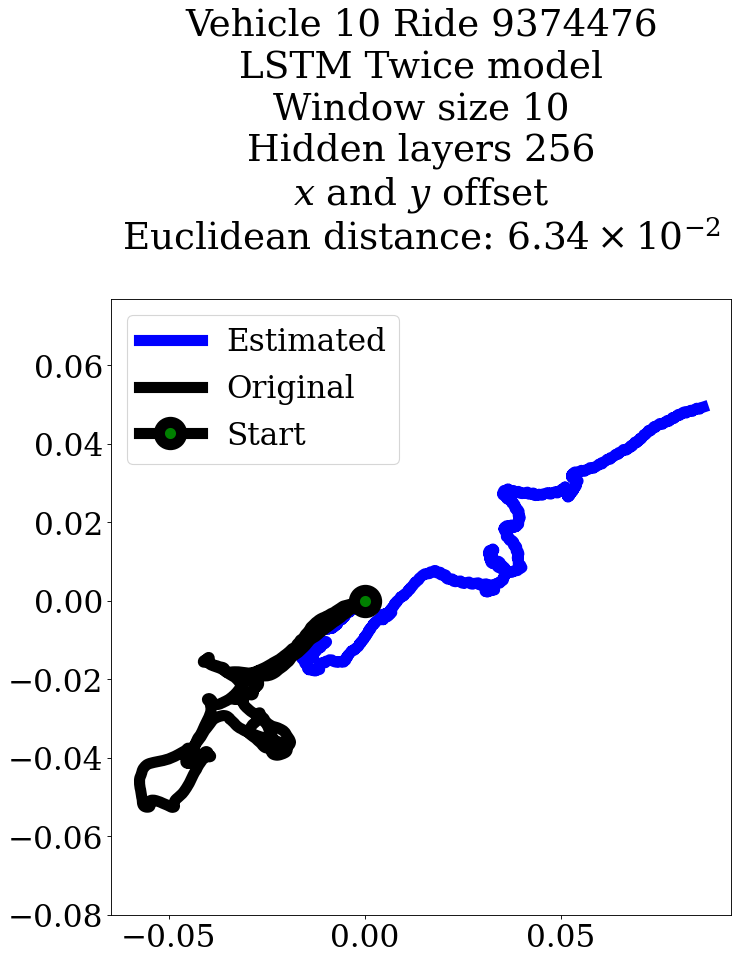 Vehicle 10 Ride 9374476
LSTM Twice model
Window size 10
Hidden layers 256
x and y offset
Euclidean distance: 6.34 × 10⁻²
Estimated
Original
Start
0.06
0.04
0.02
0.00
−0.02
−0.04
−0.06
−0.08
−0.05 0.00 0.05